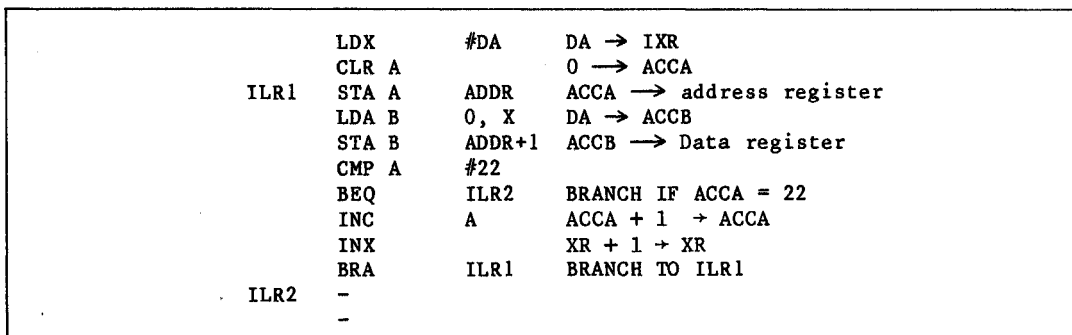 LDX #DA DA → IXR
CLR A 0 → ACCA
ILR1 STA A ADDR ACCA → address register
LDA B 0, X DA → ACCB
STA B ADDR+1 ACCB → Data register
CMP A #22
BEQ ILR2 BRANCH IF ACCA = 22
INC A ACCA + 1 → ACCA
INX XR + 1 → XR
BRA ILR1 BRANCH TO ILR1
ILR2 -
-